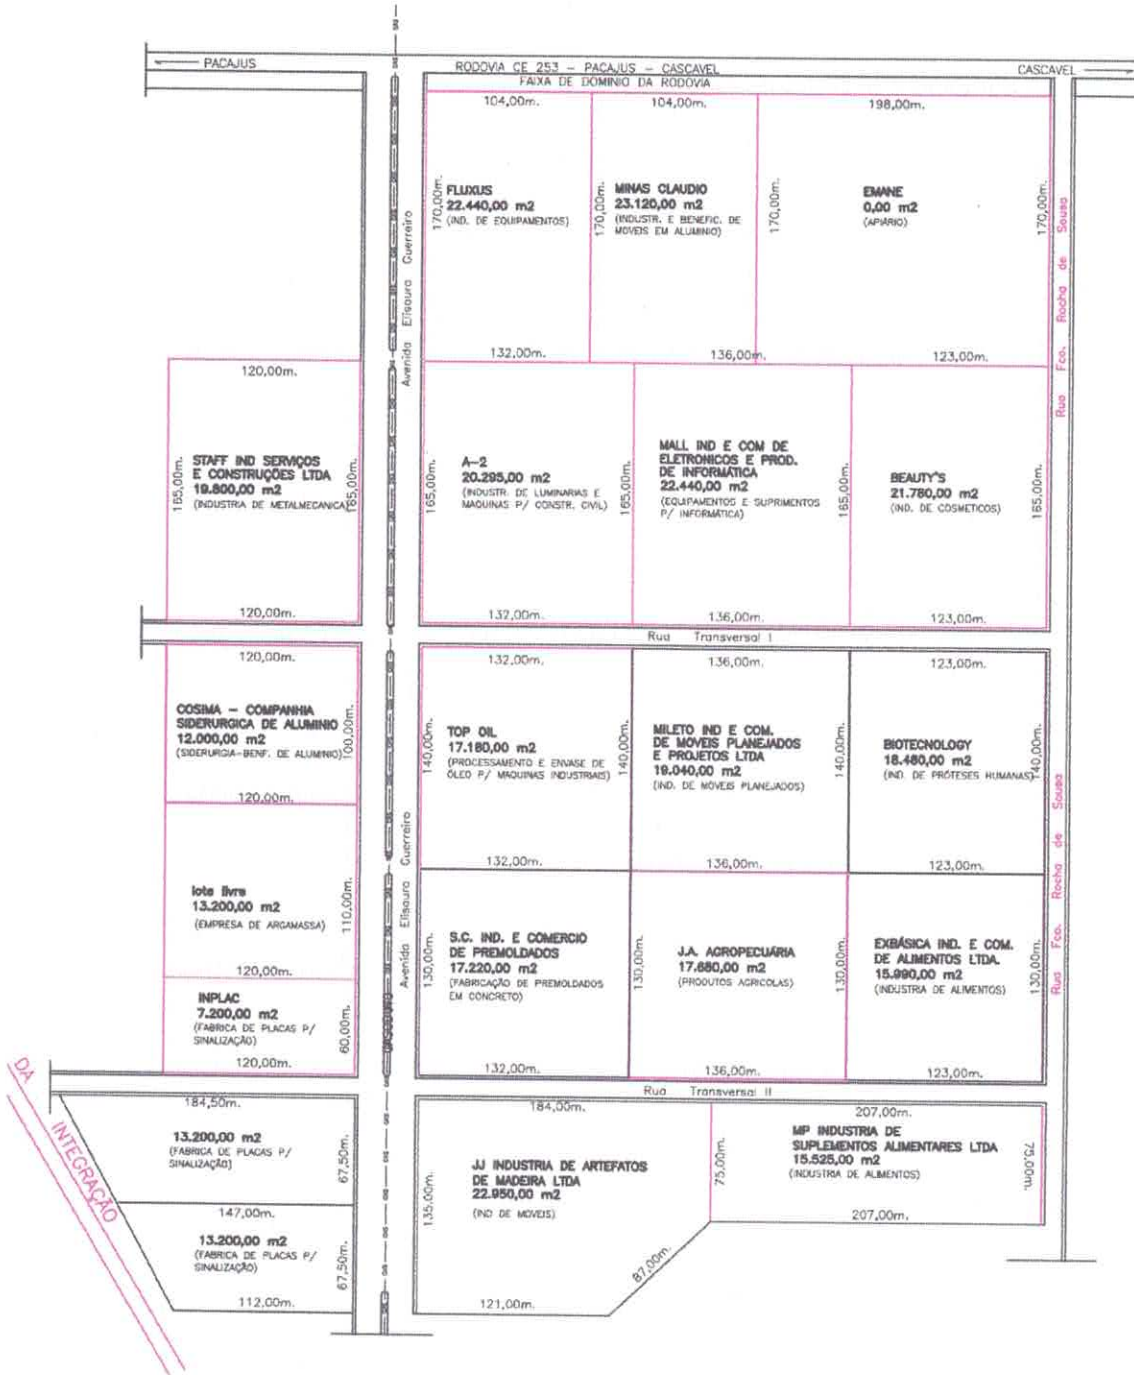 PACAJUS
RODOVIA CE 253 - PACAJUS - CASCAVEL
CASCAVEL
FAIXA DE DOMINIO DA RODOVIA
104,00m.
104,00m.
198,00m.
170,00m.
FLUXUS
22.440,00 m2
(IND. DE EQUIPAMENTOS)
170,00m.
MINAS CLAUDIO
23.120,00 m2
(INDUSTR. E BENEFIC. DE
MOVEIS EM ALUMINIO)
170,00m.
EMANE
0,00 m2
(APIÁRIO)
170,00m.
Rua Fco. Rocha de Sousa
Avenida Elisaura Guerreiro
132,00m.
136,00m.
123,00m.
120,00m.
165,00m.
STAFF IND SERVIÇOS
E CONSTRUÇÕES LTDA
19.800,00 m2
(INDUSTRIA DE METALMECANICA)
165,00m.
120,00m.
165,00m.
A-2
20.295,00 m2
(INDUSTR. DE LUMINARIAS E
MAQUINAS P/ CONSTR. CIVIL)
165,00m.
MALL IND E COM DE
ELETRONICOS E PROD.
DE INFORMÁTICA
22.440,00 m2
(EQUIPAMENTOS E SUPRIMENTOS
P/ INFORMÁTICA)
165,00m.
BEAUTY'S
21.780,00 m2
(IND. DE COSMETICOS)
165,00m.
132,00m.
136,00m.
123,00m.
Rua Transversal I
120,00m.
COSIMA - COMPANHIA
SIDERURGICA DE ALUMINIO
12.000,00 m2
(SIDERURGIA-BENF. DE ALUMINIO)
100,00m.
120,00m.
132,00m.
136,00m.
123,00m.
140,00m.
TOP OIL
17.160,00 m2
(PROCESSAMENTO E ENVASE DE
ÓLEO P/ MAQUINAS INDUSTRIAIS)
140,00m.
MILETO IND E COM.
DE MOVEIS PLANEJADOS
E PROJETOS LTDA
19.040,00 m2
(IND. DE MÓVEIS PLANEJADOS)
140,00m.
BIOTECNOLOGY
18.480,00 m2
(IND. DE PRÓTESES HUMANAS)
140,00m.
132,00m.
136,00m.
123,00m.
Avenida Elisaura Guerreiro
Rua Fco. Rocha de Sousa
lote livre
13.200,00 m2
(EMPRESA DE ARGAMASSA)
110,00m.
120,00m.
INPLAC
7.200,00 m2
(FABRICA DE PLACAS P/
SINALIZAÇÃO)
60,00m.
120,00m.
130,00m.
S.C. IND. E COMERCIO
DE PREMOLDADOS
17.220,00 m2
(FABRICAÇÃO DE PREMOLDADOS
EM CONCRETO)
130,00m.
J.A. AGROPECUÁRIA
17.680,00 m2
(PRODUTOS AGRICOLAS)
130,00m.
EXBÁSICA IND. E COM.
DE ALIMENTOS LTDA.
15.990,00 m2
(INDUSTRIA DE ALIMENTOS)
130,00m.
132,00m.
136,00m.
123,00m.
Rua Transversal II
DA INTEGRAÇÃO
184,50m.
13.200,00 m2
(FABRICA DE PLACAS P/
SINALIZAÇÃO)
67,50m.
147,00m.
13.200,00 m2
(FABRICA DE PLACAS P/
SINALIZAÇÃO)
67,50m.
112,00m.
184,00m.
135,00m.
JJ INDUSTRIA DE ARTEFATOS
DE MADEIRA LTDA
22.950,00 m2
(IND DE MOVEIS)
87,00m.
121,00m.
207,00m.
75,00m.
MP INDUSTRIA DE
SUPLEMENTOS ALIMENTARES LTDA
15.525,00 m2
(INDUSTRIA DE ALIMENTOS)
75,00m.
207,00m.